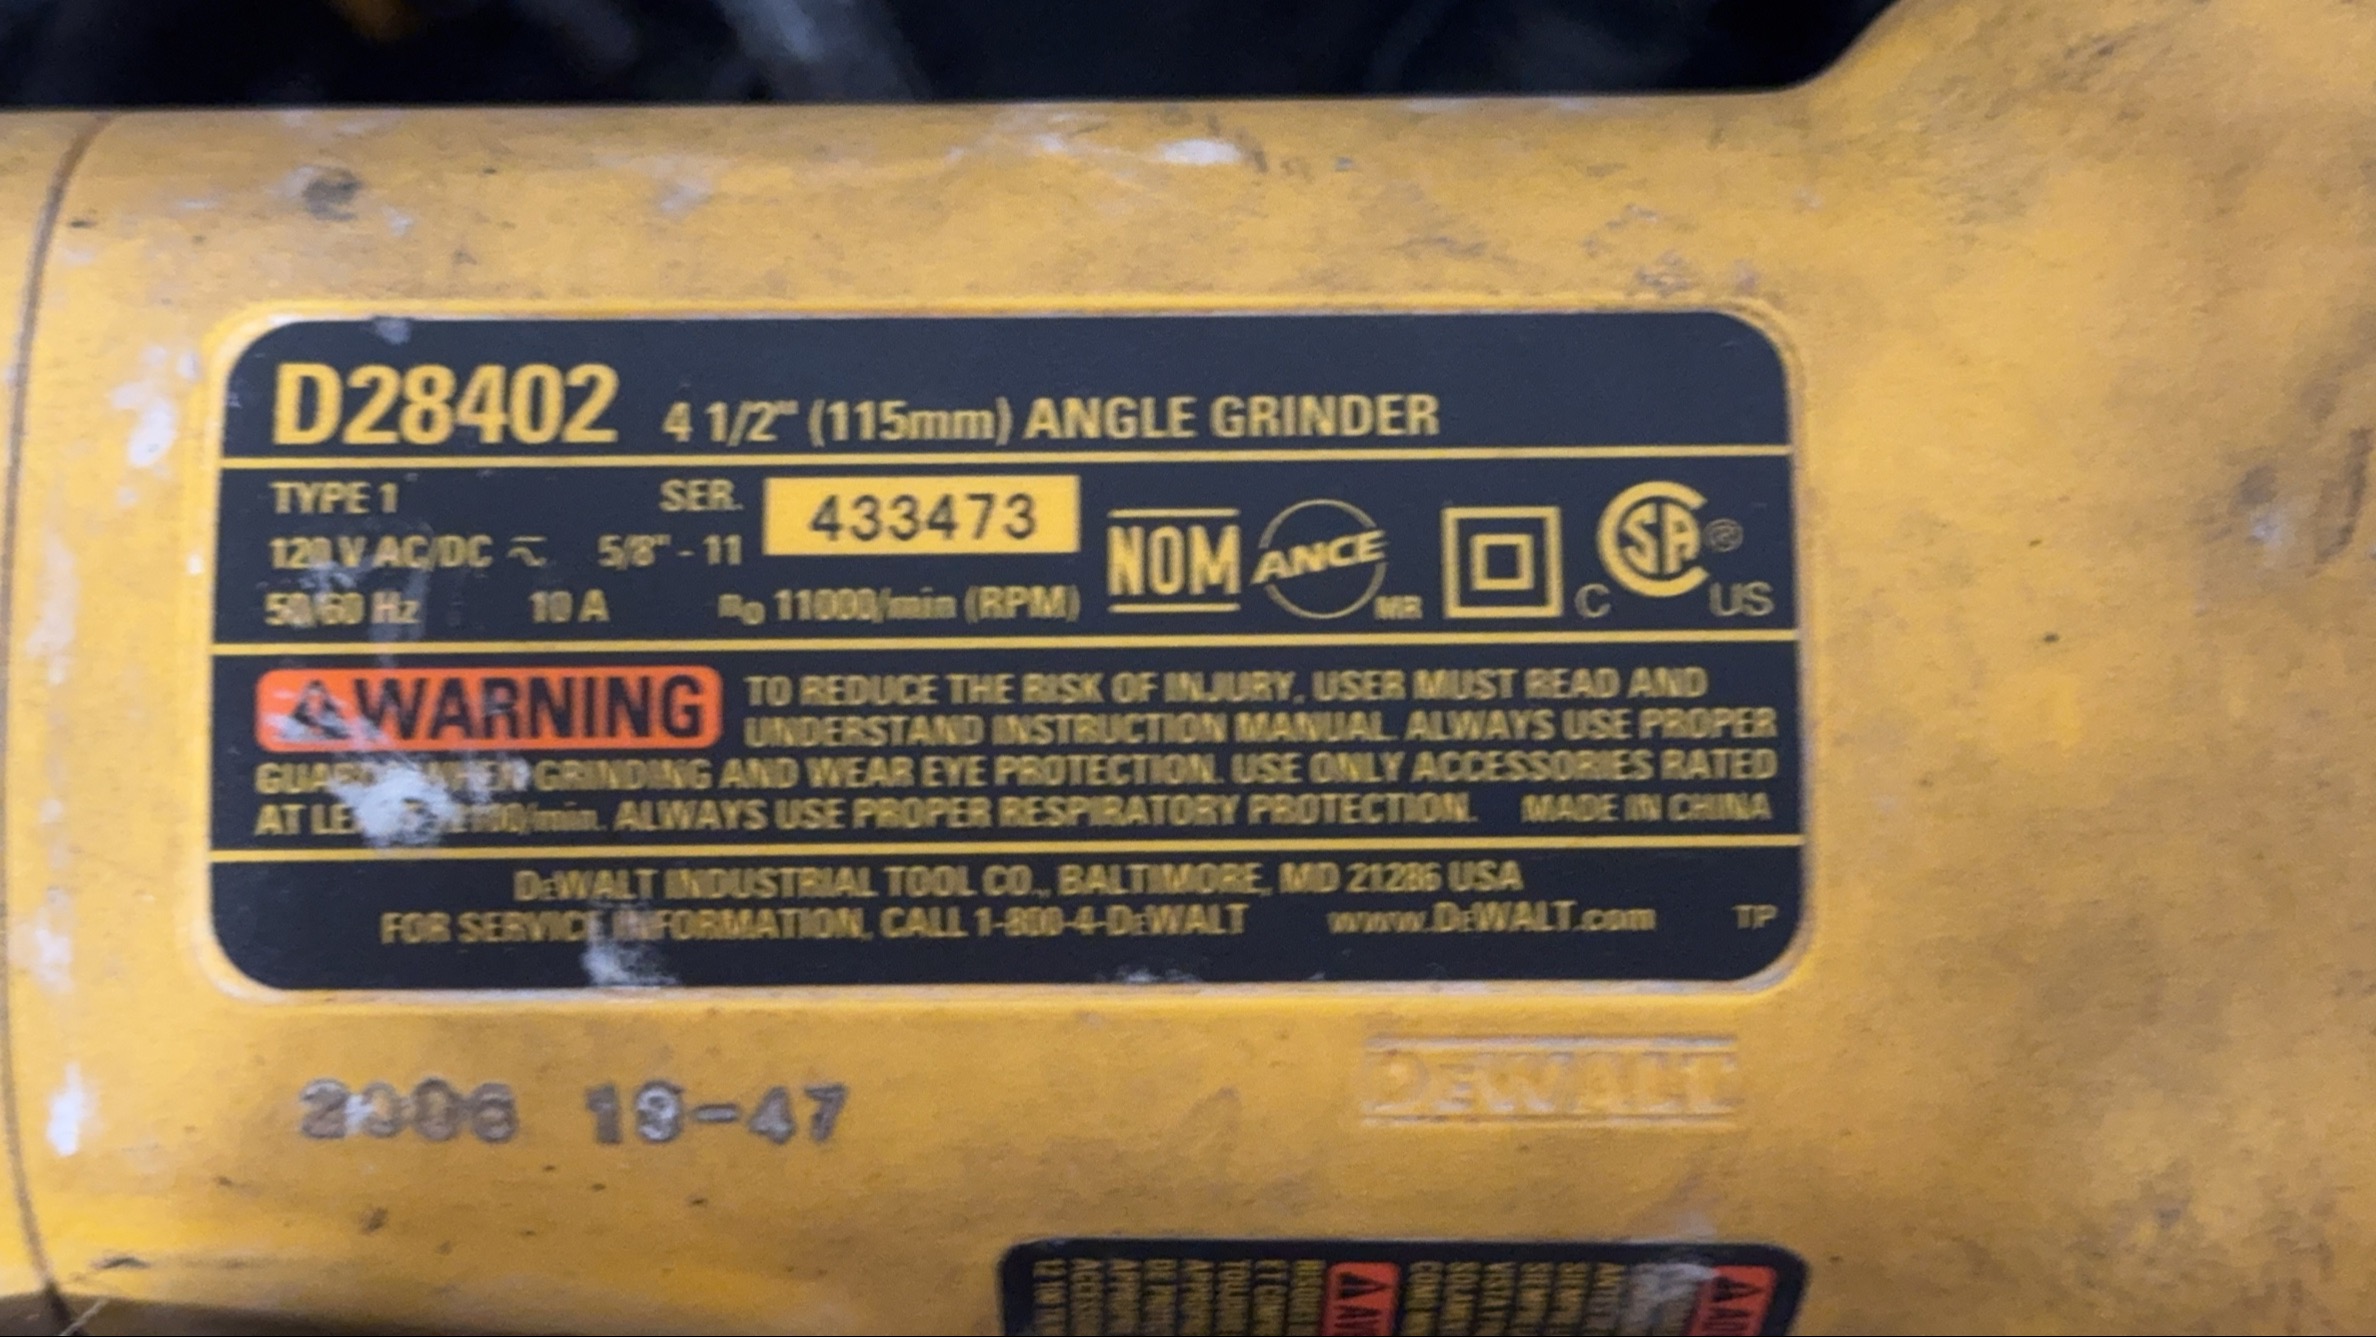 D28402 4 1/2" (115mm) ANGLE GRINDER
TYPE 1 SER. 433473
120 V AC/DC 5/8" - 11
50/60 Hz 10 A n₀ 11000/min (RPM)
NOM ANCE MR C SA ® C US
WARNING TO REDUCE THE RISK OF INJURY, USER MUST READ AND
UNDERSTAND INSTRUCTION MANUAL. ALWAYS USE PROPER
GRINDING AND WEAR EYE PROTECTION. USE ONLY ACCESSORIES RATED
AT ALWAYS USE PROPER RESPIRATORY PROTECTION. MADE IN CHINA
DEWALT INDUSTRIAL TOOL CO., BALTIMORE, MD 21286 USA
FOR SERVICE INFORMATION, CALL 1-800-4-DEWALT www.DEWALT.com TP
DEWALT
2006 19-47